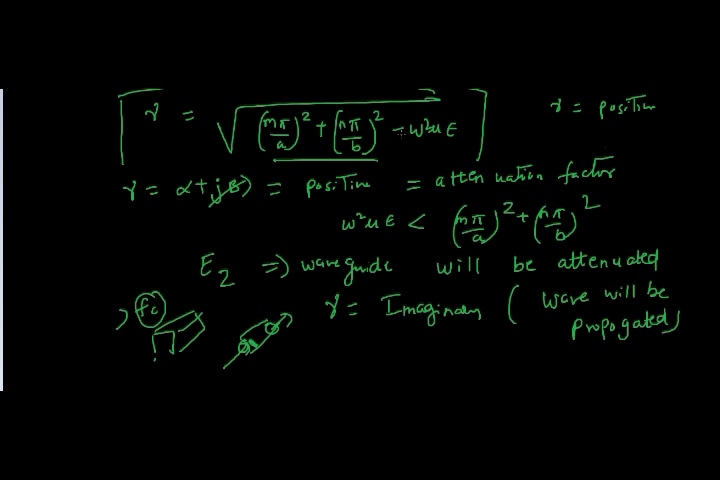 γ = √((mπ/a)² + (nπ/b)² - ω²με) γ = positive
γ = α + jβ = positive = attenuation factor
ω²με < (mπ/a)² + (nπ/b)²
E₂ => waveguide will be attenuated
fc γ = Imaginary (wave will be
propogated)